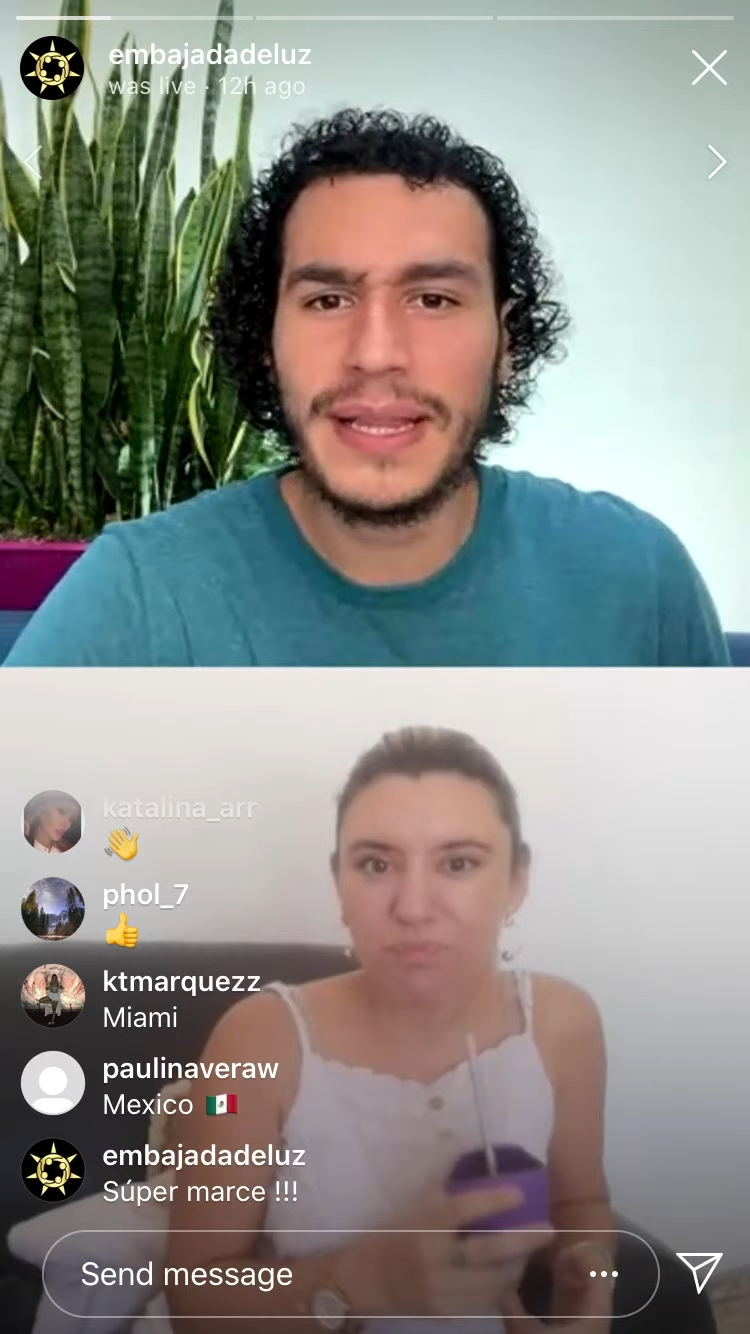 embajadadeluz
was live · 12h ago
katalina_arr
👋
phol_7
👍
ktmarquezz
Miami
paulinaveraw
Mexico 🇲🇽
embajadadeluz
Súper marce !!!
Send message